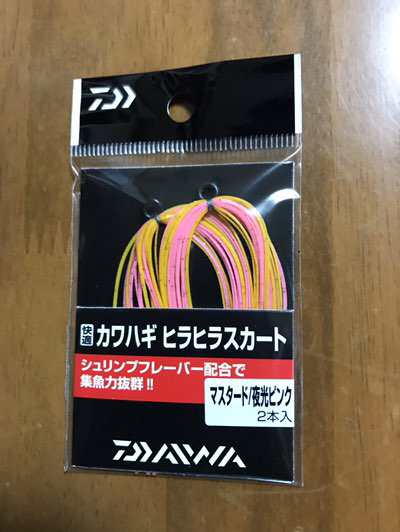 快適 カワハギ ヒラヒラスカート
シュリンプフレーバー配合で
集魚力抜群!!
マスタード/夜光ピンク
2本入
DAIWA